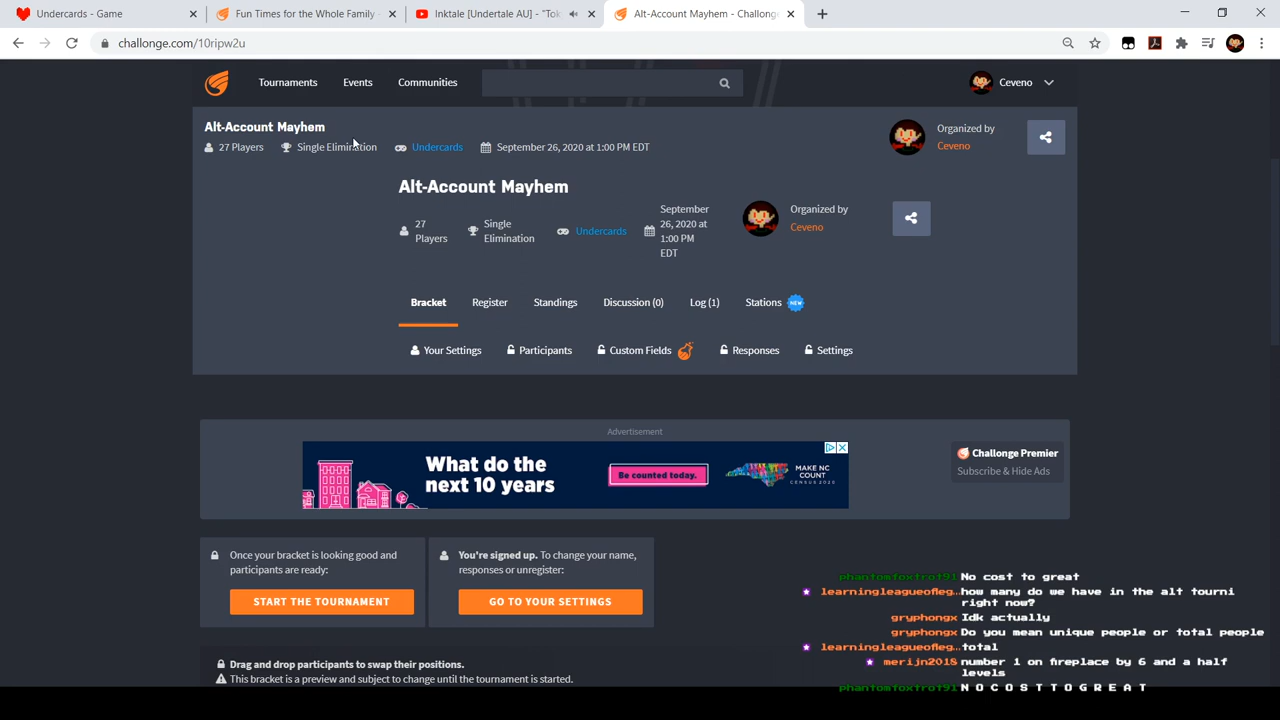 Undercards - Game
Fun Times for the Whole Family -
Inktale [Undertale AU] - "Tok
Alt-Account Mayhem - Challonge
challonge.com/10ripw2u
Tournaments
Events
Communities
Ceveno
Alt-Account Mayhem
27 Players
Single Elimination
Undercards
September 26, 2020 at 1:00 PM EDT
Organized by
Ceveno
Alt-Account Mayhem
27
Players
Single
Elimination
Undercards
September
26, 2020 at
1:00 PM
EDT
Organized by
Ceveno
Bracket
Register
Standings
Discussion (0)
Log (1)
Stations NEW
Your Settings
Participants
Custom Fields
Responses
Settings
Advertisement
What do the
next 10 years
Be counted today.
MAKE NC
COUNT
CENSUS 2020
Challonge Premier
Subscribe & Hide Ads
Once your bracket is looking good and
participants are ready:
START THE TOURNAMENT
You're signed up. To change your name,
responses or unregister:
GO TO YOUR SETTINGS
Drag and drop participants to swap their positions.
This bracket is a preview and subject to change until the tournament is started.
phantomfoxtrot91 No cost to great
learningleagueofleg… how many do we have in the alt tourni
right now?
gryphongx Idk actually
gryphongx Do you mean unique people or total people
learningleagueofleg… total
merijn2018 number 1 on fireplace by 6 and a half
levels
phantomfoxtrot91 N O C O S T T O G R E A T